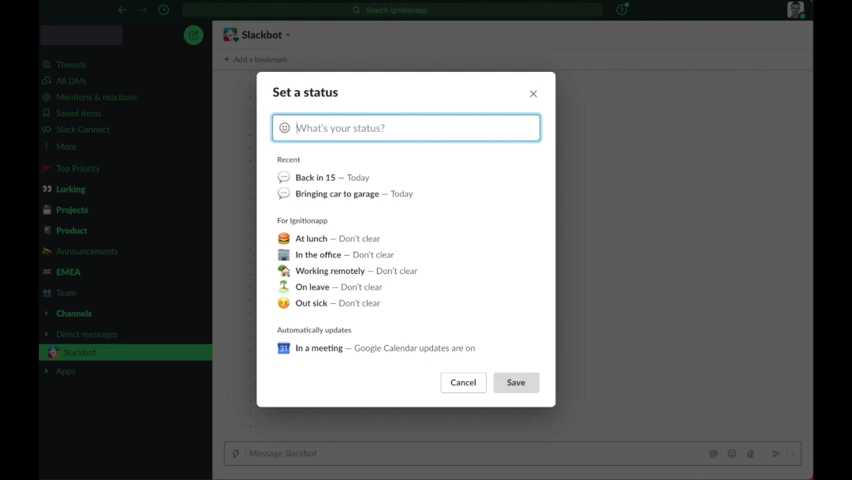 Search Ignitionapp
Slackbot
Add a bookmark
Threads
All DMs
Mentions & reactions
Saved items
Slack Connect
More
Top Priority
Lurking
Projects
Product
Announcements
EMEA
Team
Channels
Direct messages
Slackbot
Apps
Set a status
What's your status?
Recent
Back in 15 — Today
Bringing car to garage — Today
For Ignitionapp
At lunch — Don't clear
In the office — Don't clear
Working remotely — Don't clear
On leave — Don't clear
Out sick — Don't clear
Automatically updates
31 In a meeting — Google Calendar updates are on
Cancel Save
Message Slackbot